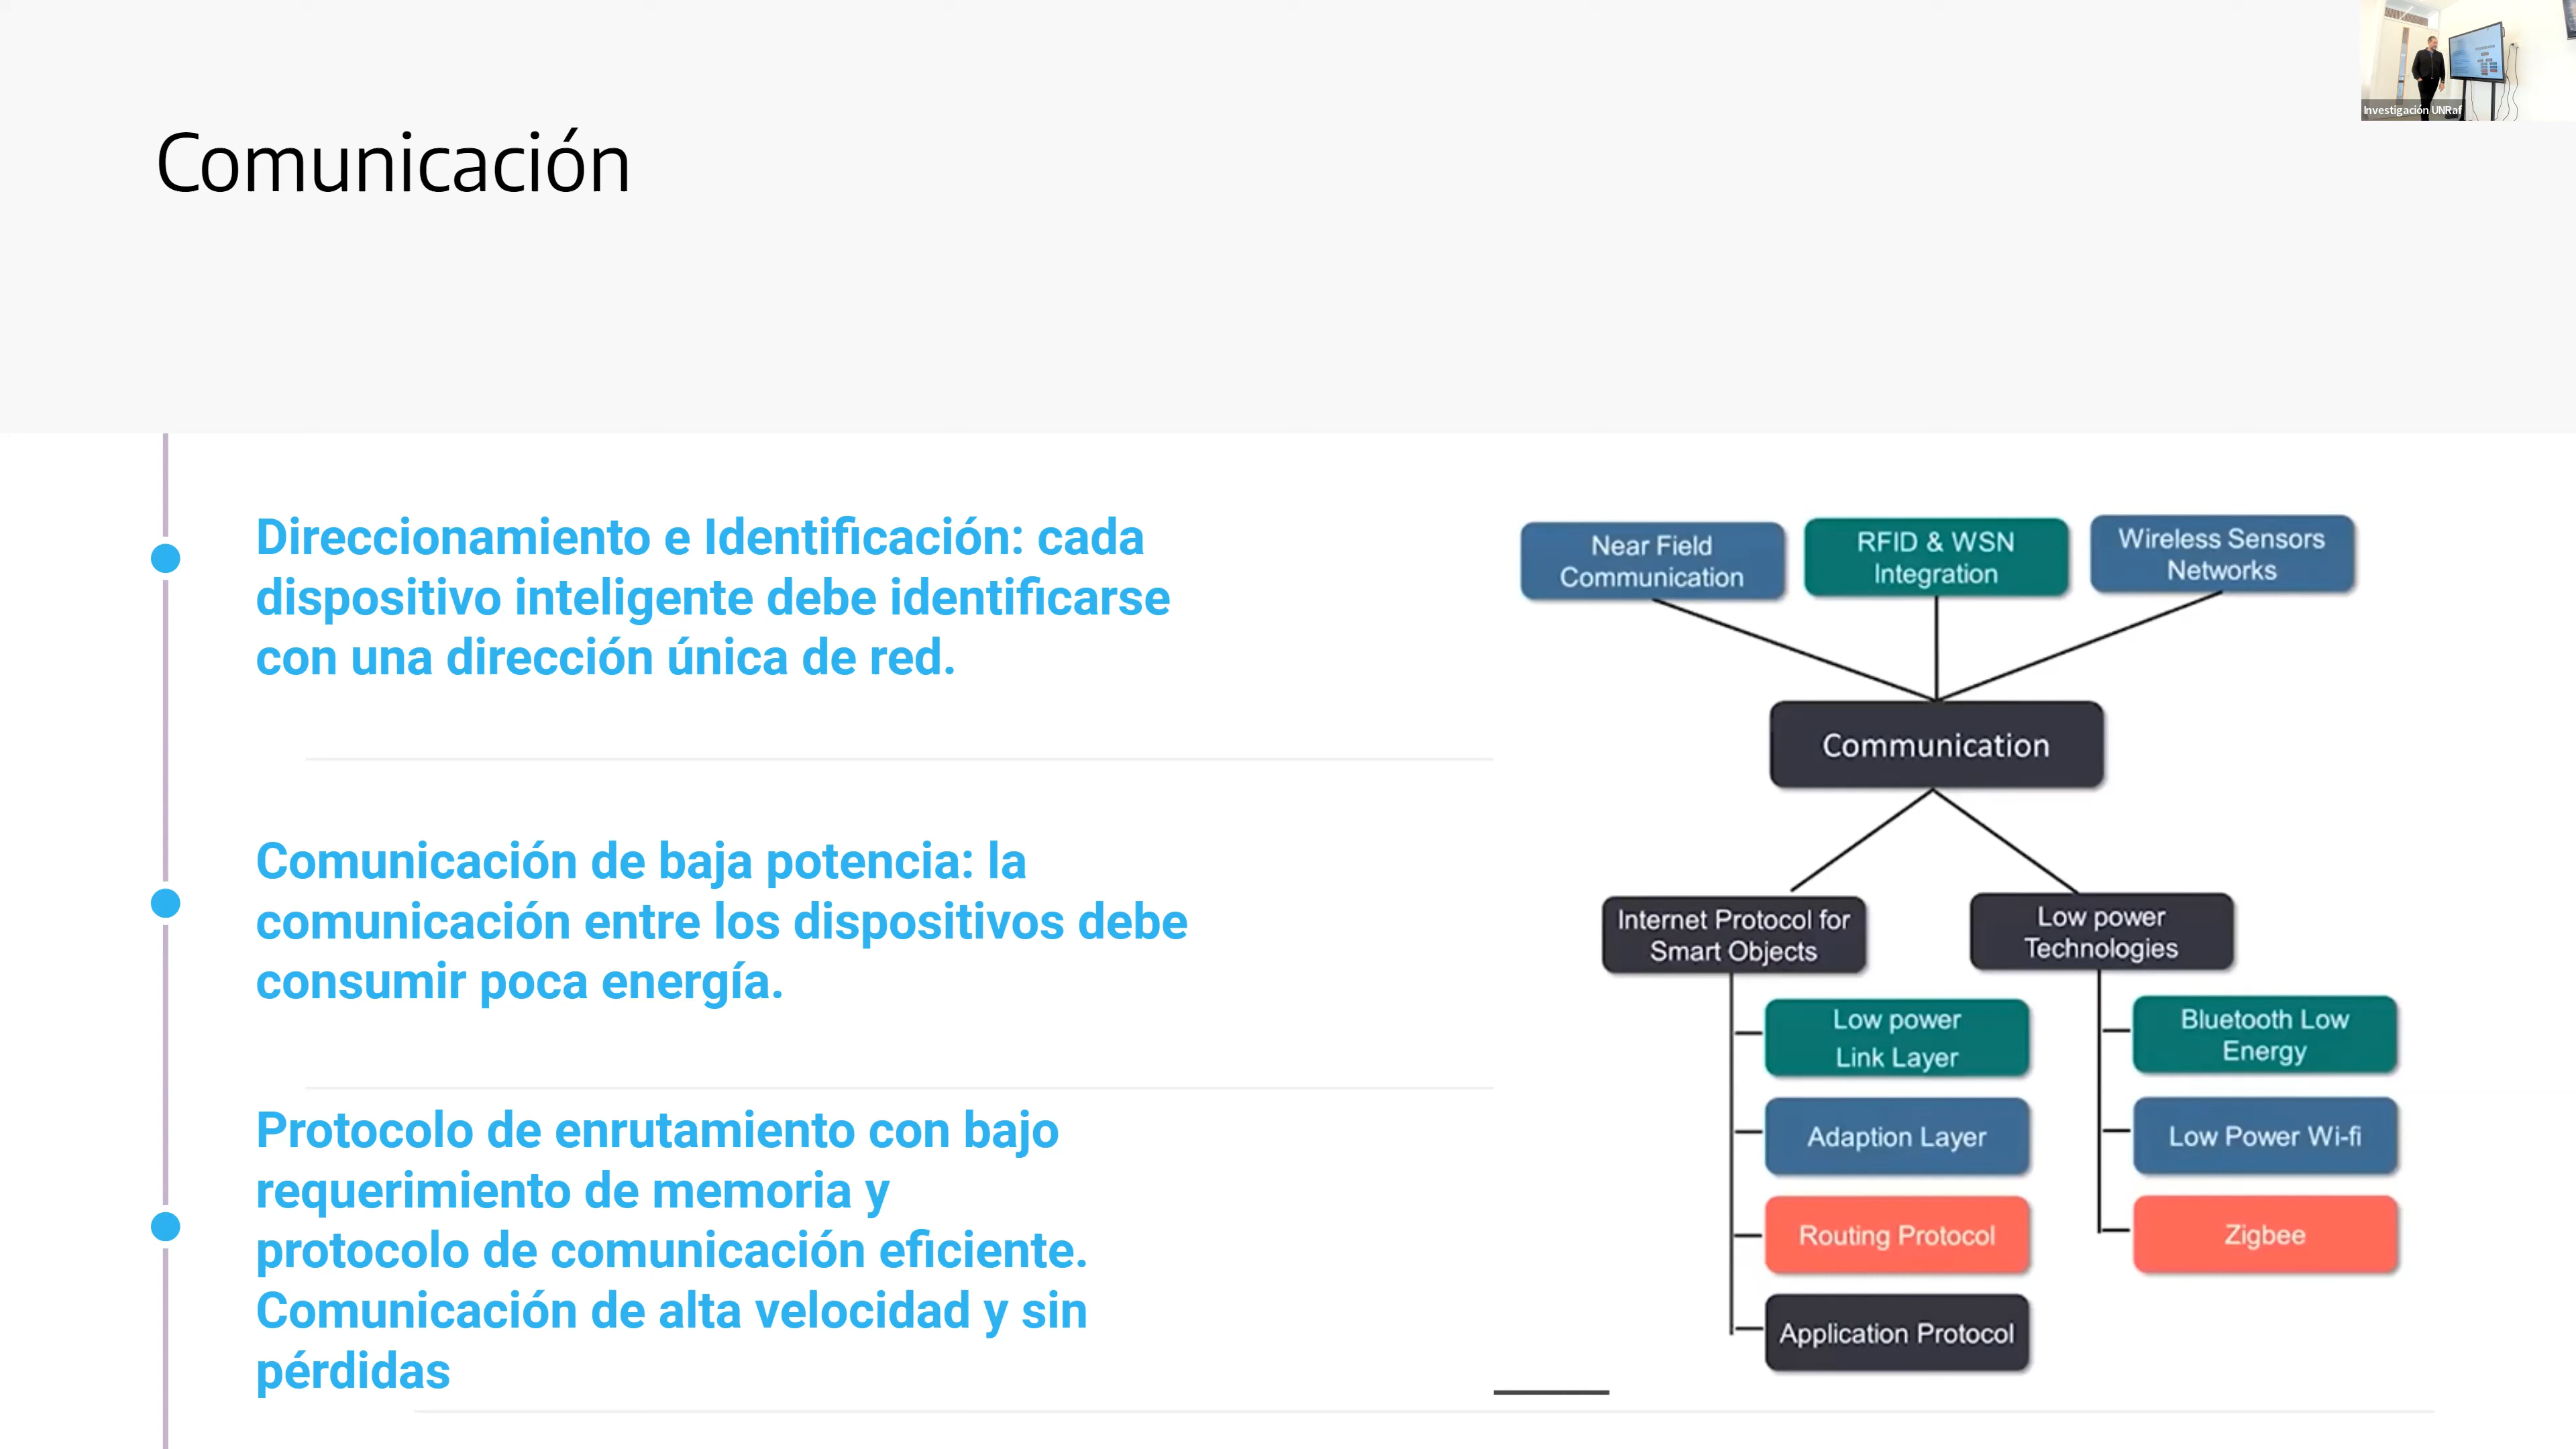 Investigación UNRaf
Comunicación
Direccionamiento e Identificación: cada
dispositivo inteligente debe identificarse
con una dirección única de red.
Comunicación de baja potencia: la
comunicación entre los dispositivos debe
consumir poca energía.
Protocolo de enrutamiento con bajo
requerimiento de memoria y
protocolo de comunicación eficiente.
Comunicación de alta velocidad y sin
pérdidas
Near Field
Communication
RFID & WSN
Integration
Wireless Sensors
Networks
Communication
Internet Protocol for
Smart Objects
Low power
Link Layer
Adaption Layer
Routing Protocol
Application Protocol
Low power
Technologies
Bluetooth Low
Energy
Low Power Wi-fi
Zigbee